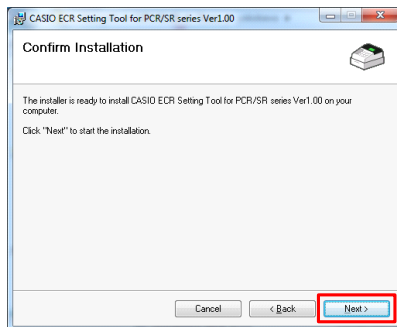 CASIO ECR Setting Tool for PCR/SR series Ver1.00
Confirm Installation
The installer is ready to install CASIO ECR Setting Tool for PCR/SR series Ver1.00 on your
computer.
Click "Next" to start the installation.
Cancel < Back Next >